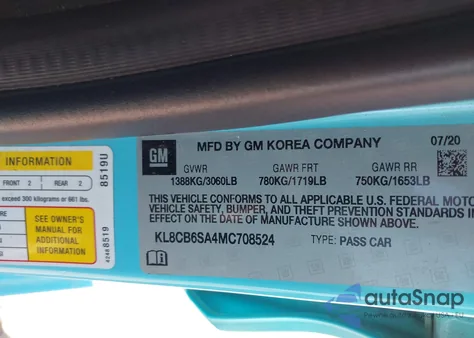 INFORMATION
FRONT 2 REAR 2
exceed 300 kilograms or 661 lbs.
SEE OWNER'S
MANUAL FOR
ADDITIONAL
INFORMATION
8519U
4248519
GM
MFD BY GM KOREA COMPANY
07/20
GVWR GAWR FRT GAWR RR
1388KG/3060LB 780KG/1719LB 750KG/1653LB
THIS VEHICLE CONFORMS TO ALL APPLICABLE U.S. FEDERAL MOTO
VEHICLE SAFETY, BUMPER, AND THEFT PREVENTION STANDARDS I
EFFECT ON THE DATE OF MANUFACTURE SHOWN ABOVE.
KL8CB6SA4MC708524 TYPE: PASS CAR
autoSnap